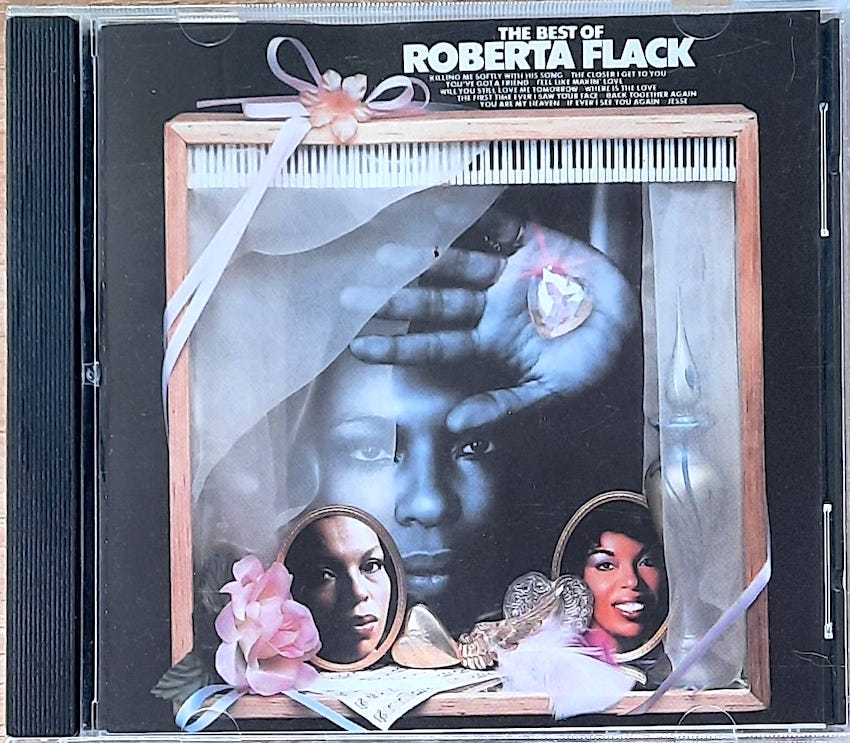 THE BEST OF
ROBERTA FLACK
KILLING ME SOFTLY WITH HIS SONG · THE CLOSER I GET TO YOU
YOU'VE GOT A FRIEND · FEEL LIKE MAKIN' LOVE
WILL YOU STILL LOVE ME TOMORROW · WHERE IS THE LOVE
THE FIRST TIME EVER I SAW YOUR FACE · BACK TOGETHER AGAIN
YOU ARE MY HEAVEN · IF EVER I SEE YOU AGAIN · JESSE